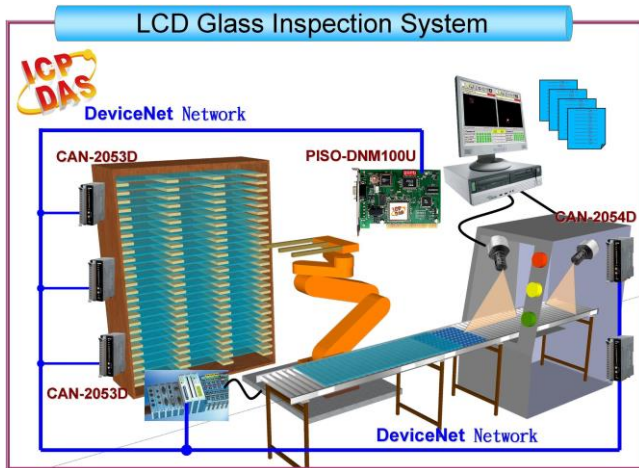 LCD Glass Inspection System
ICP
DAS
DeviceNet Network
CAN-2053D
PISO-DNM100U
CAN-2054D
CAN-2053D
DeviceNet Network